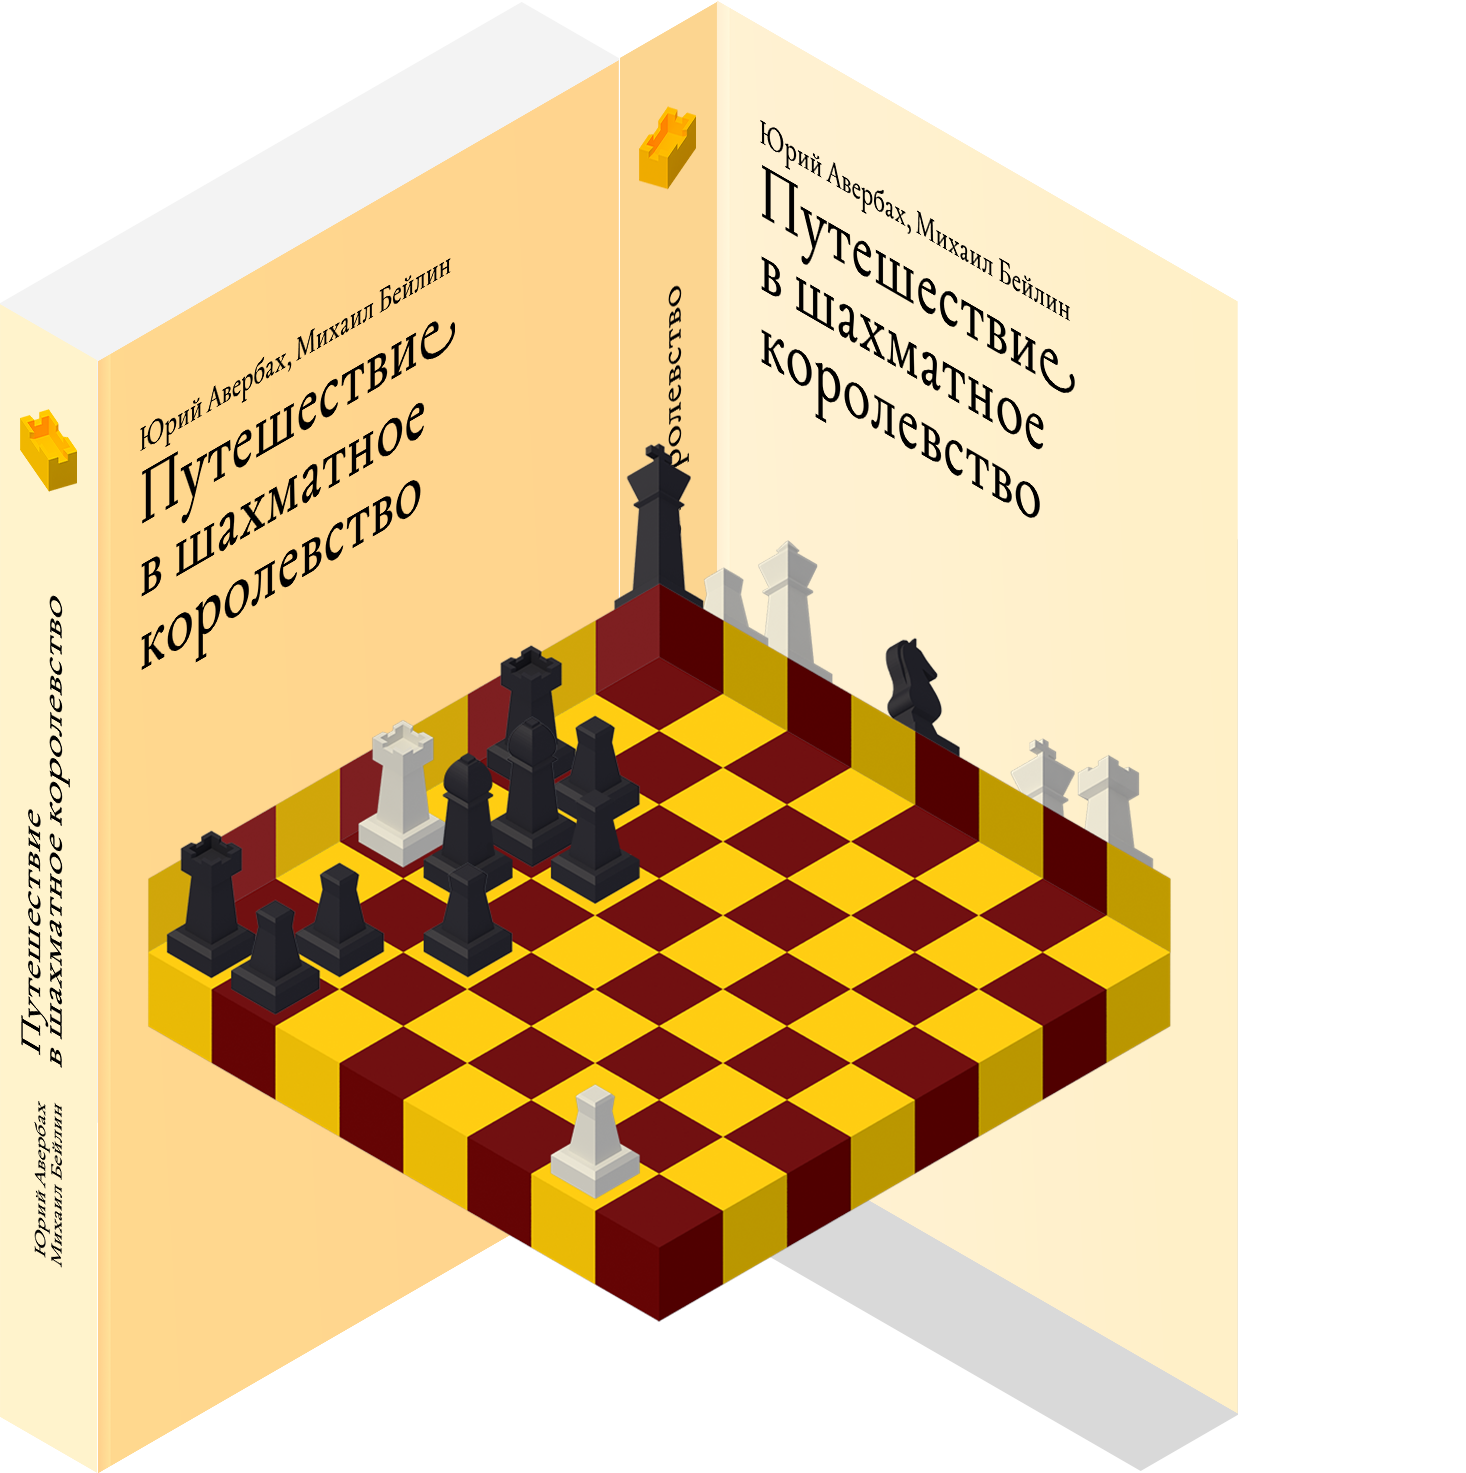 Юрий Авербах
Михаил Бейлин
Путешествие
в шахматное королевство
Юрий Авербах, Михаил Бейлин
Путешествие
в шахматное
королевство
Юрий Авербах, Михаил Бейлин
Путешествие
в шахматное
королевство